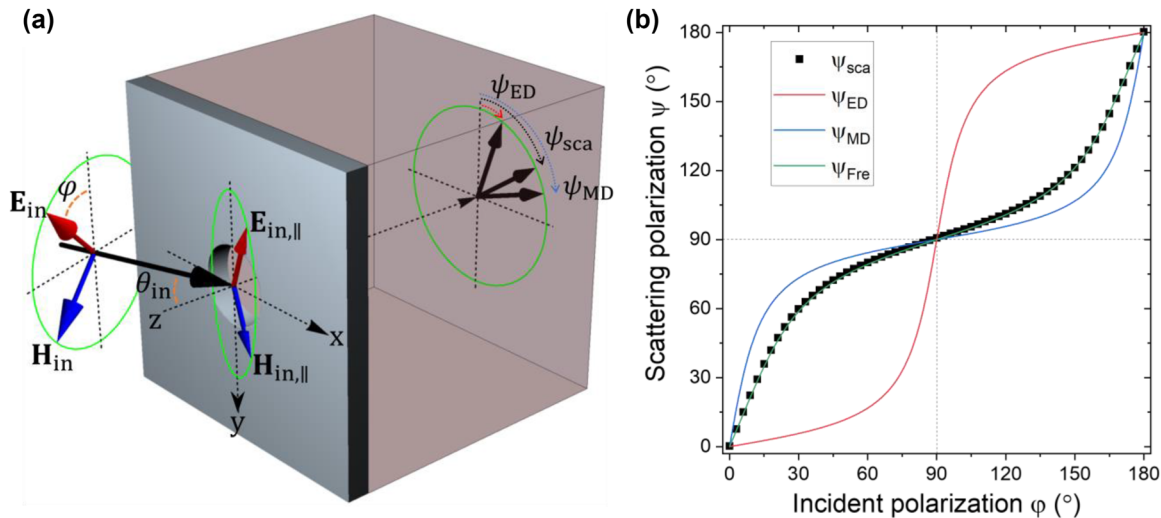 (a)
ψED
ψsca
ψMD
φ
Ein
Ein,||
θin
z
x
Hin
Hin,||
y
(b)
Scattering polarization ψ (°)
180
150
120
90
60
30
0
ψsca
ψED
ψMD
ψFre
0 30 60 90 120 150 180
Incident polarization φ (°)